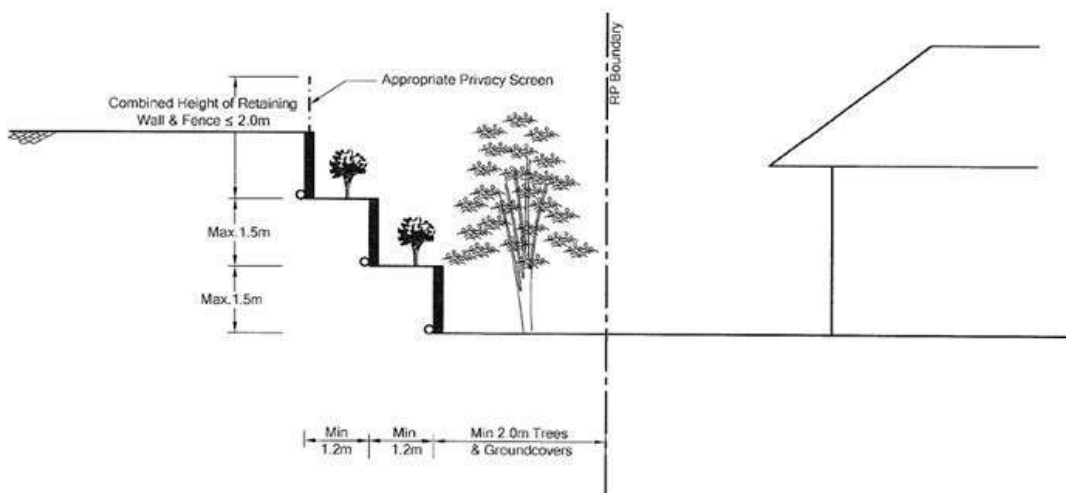 RP Boundary
Appropriate Privacy Screen
Combined Height of Retaining
Wall & Fence ≤ 2.0m
Max.1.5m
Max.1.5m
Min
1.2m
Min
1.2m
Min 2.0m Trees
& Groundcovers